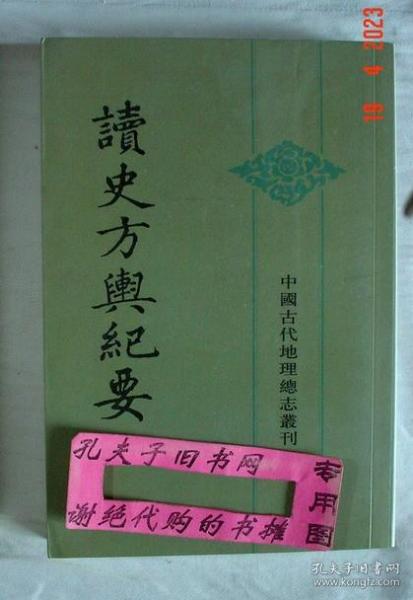 讀史方輿紀要
中國古代地理總志叢刊
孔夫子旧书网
谢绝代购的书摊
专用图
19 4 2023
孔夫子旧书网
www.kongfz.com